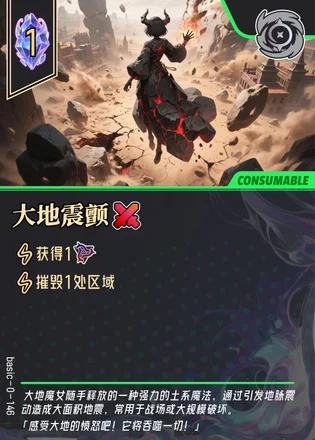 1
CONSUMABLE
大地震颤
获得1
摧毁1处区域
basic-0-146
大地魔女随手释放的一种强力的土系魔法，通过引发地脉震
动造成大面积地震，常用于战场或大规模破坏。
「感受大地的愤怒吧！它将吞噬一切！」